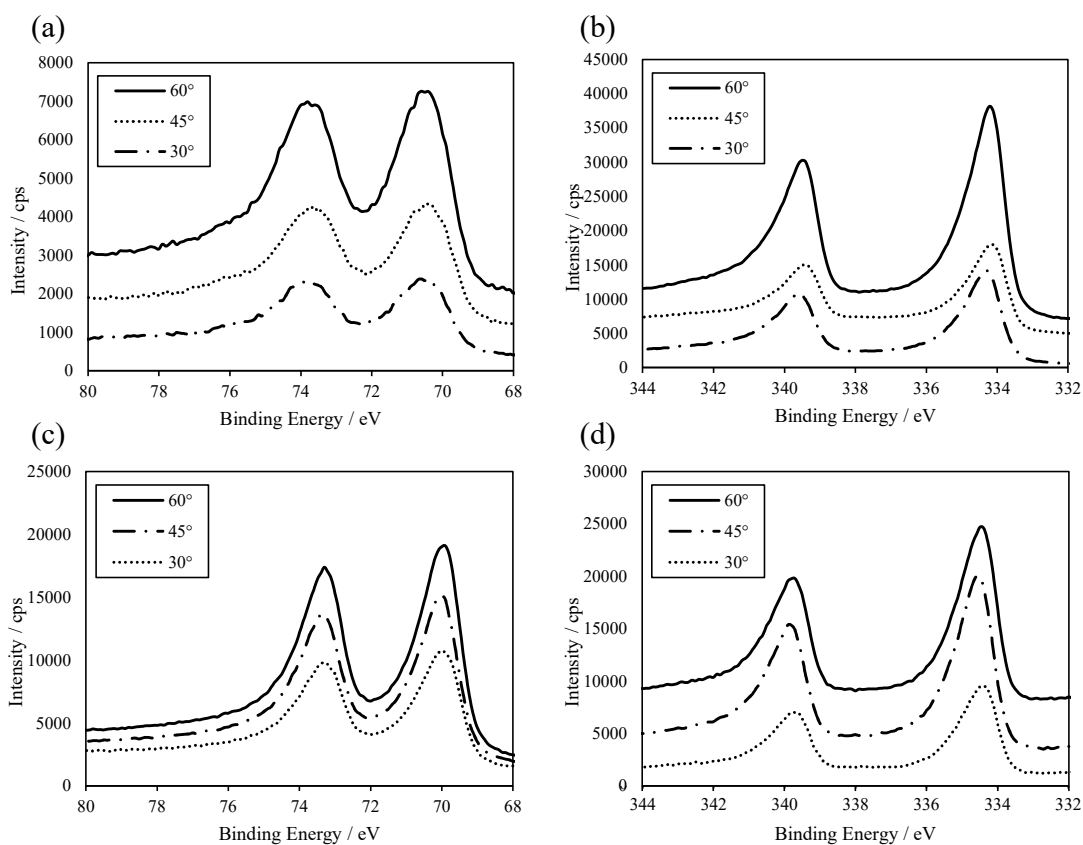 (a)
8000
7000
6000
5000
4000
3000
2000
1000
0
Intensity / cps
60°
45°
30°
80 78 76 74 72 70 68
Binding Energy / eV
(b)
45000
40000
35000
30000
25000
20000
15000
10000
5000
0
Intensity / cps
60°
45°
30°
344 342 340 338 336 334 332
Binding Energy / eV
(c)
25000
20000
15000
10000
5000
0
Intensity / cps
60°
45°
30°
80 78 76 74 72 70 68
Binding Energy / eV
(d)
30000
25000
20000
15000
10000
5000
0
Intensity / cps
60°
45°
30°
344 342 340 338 336 334 332
Binding Energy / eV